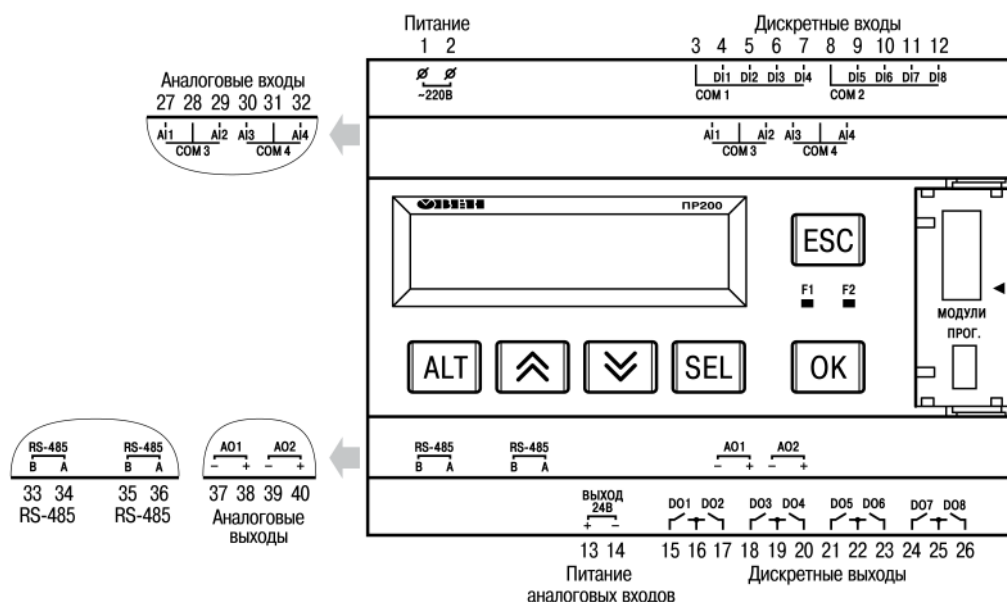 Питание
1 2
Дискретные входы
3 4 5 6 7 8 9 10 11 12
~220В
DI1 DI2 DI3 DI4 DI5 DI6 DI7 DI8
COM 1 COM 2
Аналоговые входы
27 28 29 30 31 32
AI1 AI2 AI3 AI4
COM 3 COM 4
AI1 AI2 AI3 AI4
COM 3 COM 4
ОВЕН ПР200
ESC
F1 F2
МОДУЛИ
ПРОГ.
ALT SEL OK
RS-485 RS-485
B A B A
33 34 35 36
RS-485 RS-485
AO1 AO2
– + – +
37 38 39 40
Аналоговые
выходы
RS-485 RS-485
B A B A
AO1 AO2
– + – +
ВЫХОД
24В
+ –
DO1 DO2 DO3 DO4 DO5 DO6 DO7 DO8
13 14 15 16 17 18 19 20 21 22 23 24 25 26
Питание
аналоговых входов
Дискретные выходы